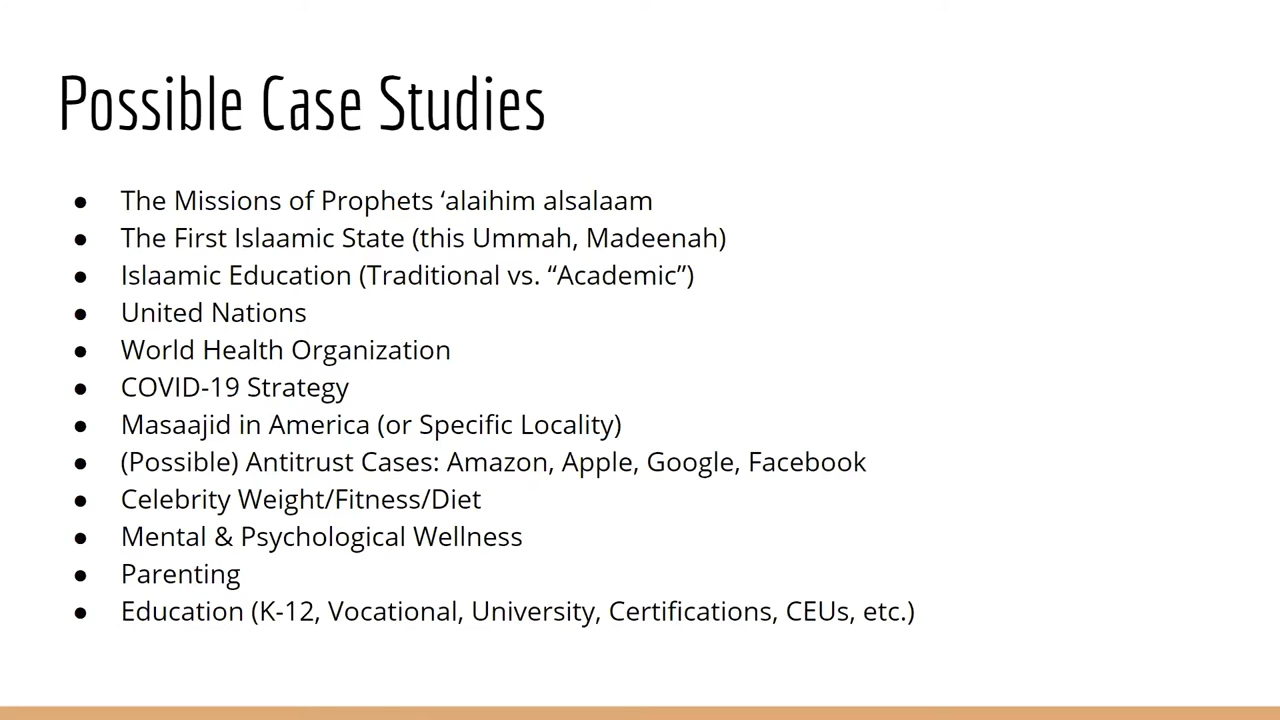 Possible Case Studies
● The Missions of Prophets ‘alaihim alsalaam
● The First Islaamic State (this Ummah, Madeenah)
● Islaamic Education (Traditional vs. “Academic”)
● United Nations
● World Health Organization
● COVID-19 Strategy
● Masaajid in America (or Specific Locality)
● (Possible) Antitrust Cases: Amazon, Apple, Google, Facebook
● Celebrity Weight/Fitness/Diet
● Mental & Psychological Wellness
● Parenting
● Education (K-12, Vocational, University, Certifications, CEUs, etc.)